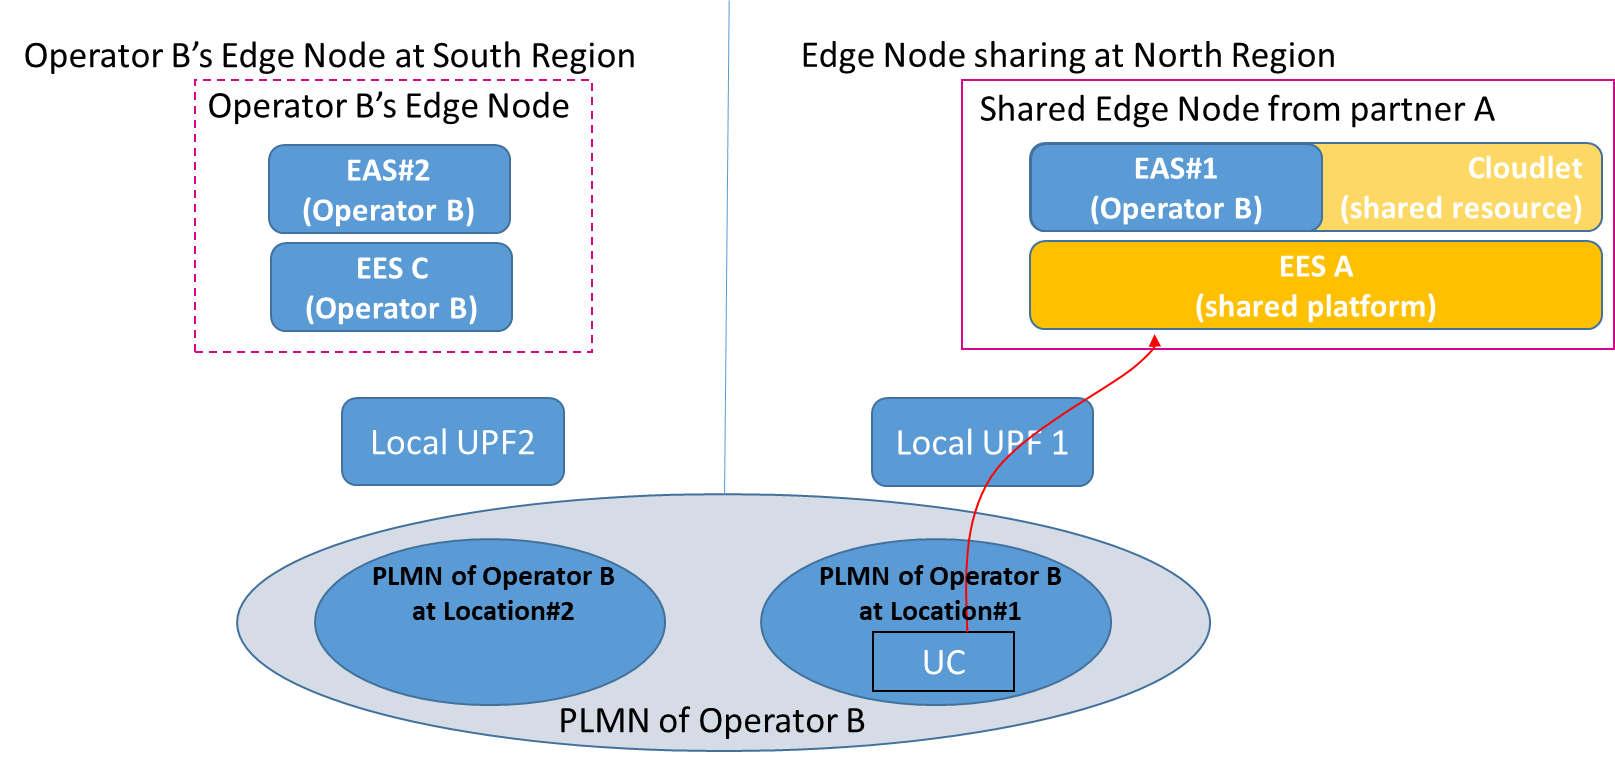 Operator B’s Edge Node at South Region
Operator B’s Edge Node
EAS#2
(Operator B)
EES C
(Operator B)
Local UPF2
Edge Node sharing at North Region
Shared Edge Node from partner A
EAS#1
(Operator B)
Cloudlet
(shared resource)
EES A
(shared platform)
Local UPF 1
PLMN of Operator B
at Location#2
PLMN of Operator B
at Location#1
UC
PLMN of Operator B